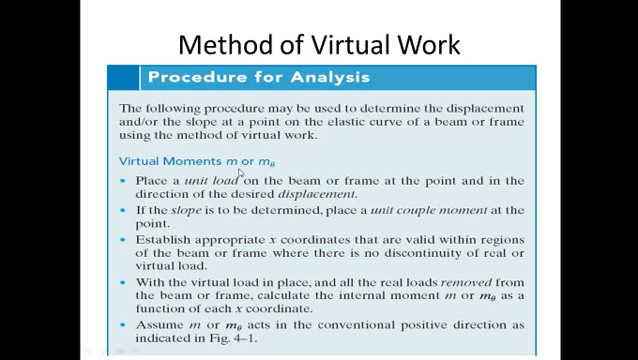 Method of Virtual Work
Procedure for Analysis
The following procedure may be used to determine the displacement
and/or the slope at a point on the elastic curve of a beam or frame
using the method of virtual work.
Virtual Moments m or mθ
• Place a unit load on the beam or frame at the point and in the
direction of the desired displacement.
• If the slope is to be determined, place a unit couple moment at the
point.
• Establish appropriate x coordinates that are valid within regions
of the beam or frame where there is no discontinuity of real or
virtual load.
• With the virtual load in place, and all the real loads removed from
the beam or frame, calculate the internal moment m or mθ as a
function of each x coordinate.
• Assume m or mθ acts in the conventional positive direction as
indicated in Fig. 4–1.